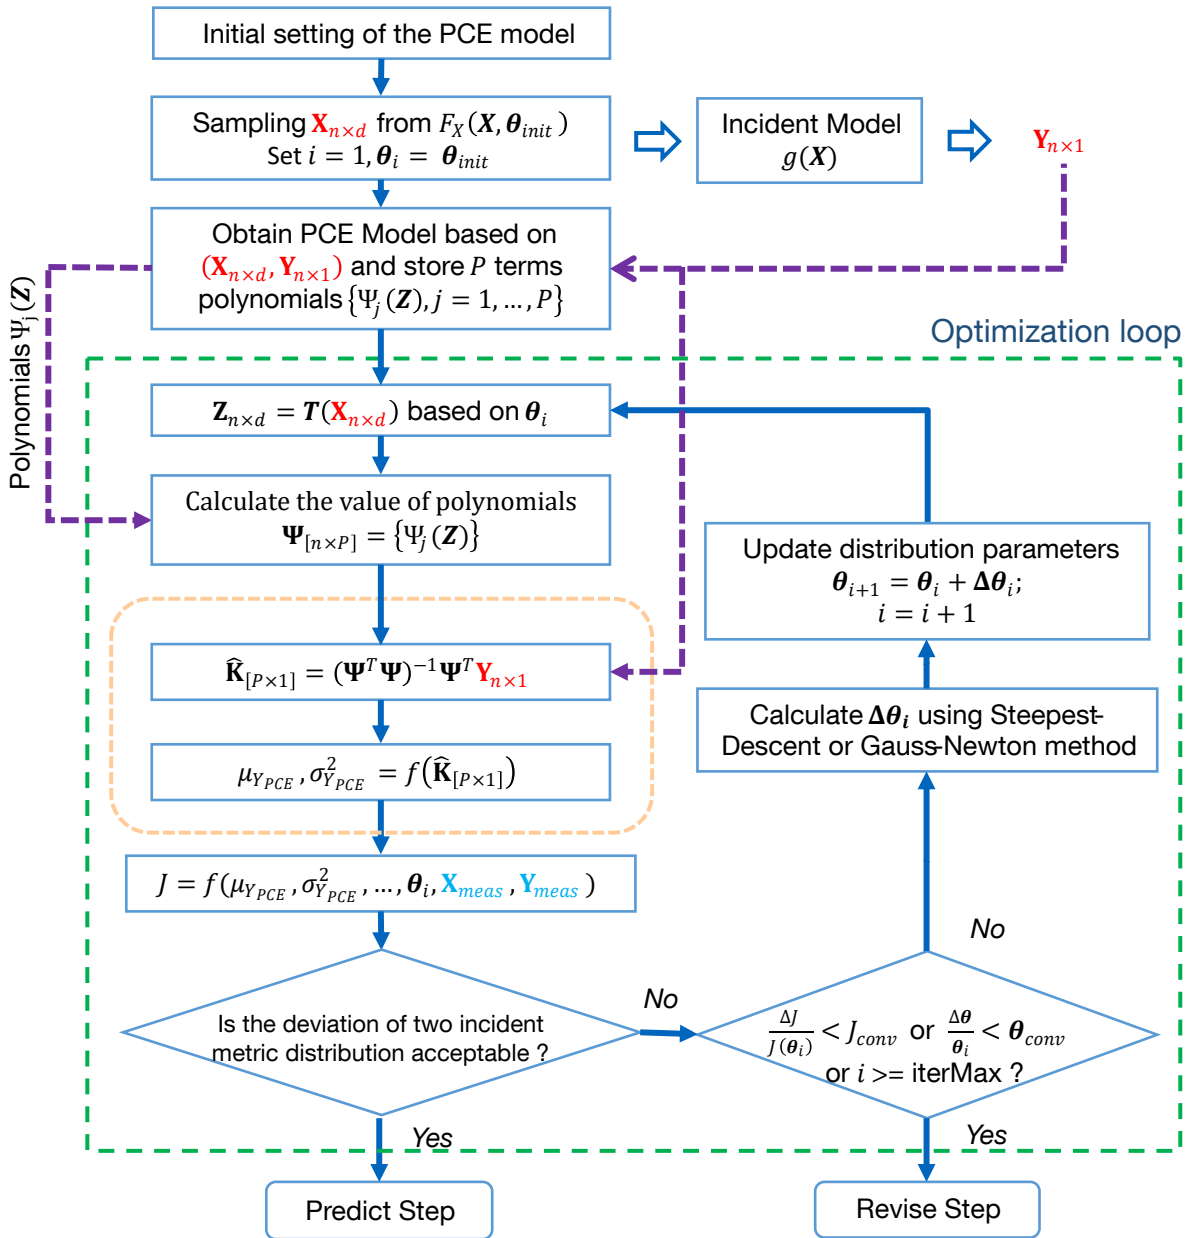 Initial setting of the PCE model
Sampling 𝐗ₙₓ𝒹 from F_X(𝑿, 𝜽_init)
Set i = 1, 𝜽_i = 𝜽_init
Incident Model
g(𝑿)
𝐘_{n×1}
Obtain PCE Model based on
(𝐗_{n×d}, 𝐘_{n×1}) and store P terms
polynomials {Ψ_j(𝒁), j = 1, …, P}
Polynomials Ψ_j(𝒁)
Optimization loop
𝐙_{n×d} = 𝑻(𝐗_{n×d}) based on 𝜽_i
Calculate the value of polynomials
𝚿_{[n×P]} = {Ψ_j(𝒁)}
Update distribution parameters
𝜽_{i+1} = 𝜽_i + 𝚫𝜽_i;
i = i + 1
K̂_{[P×1]} = (𝚿^T 𝚿)^{−1} 𝚿^T 𝐘_{n×1}
Calculate 𝚫𝜽_i using Steepest-
Descent or Gauss-Newton method
μ_{Y_PCE}, σ²_{Y_PCE} = f(K̂_{[P×1]})
J = f(μ_{Y_PCE}, σ²_{Y_PCE}, …, 𝜽_i, 𝐗_meas, 𝐘_meas)
No
No
Is the deviation of two incident
metric distribution acceptable ?
ΔJ/J(𝜽_i) < J_conv or Δ𝜽/𝜽_i < 𝜽_conv
or i >= iterMax ?
Yes
Yes
Predict Step
Revise Step